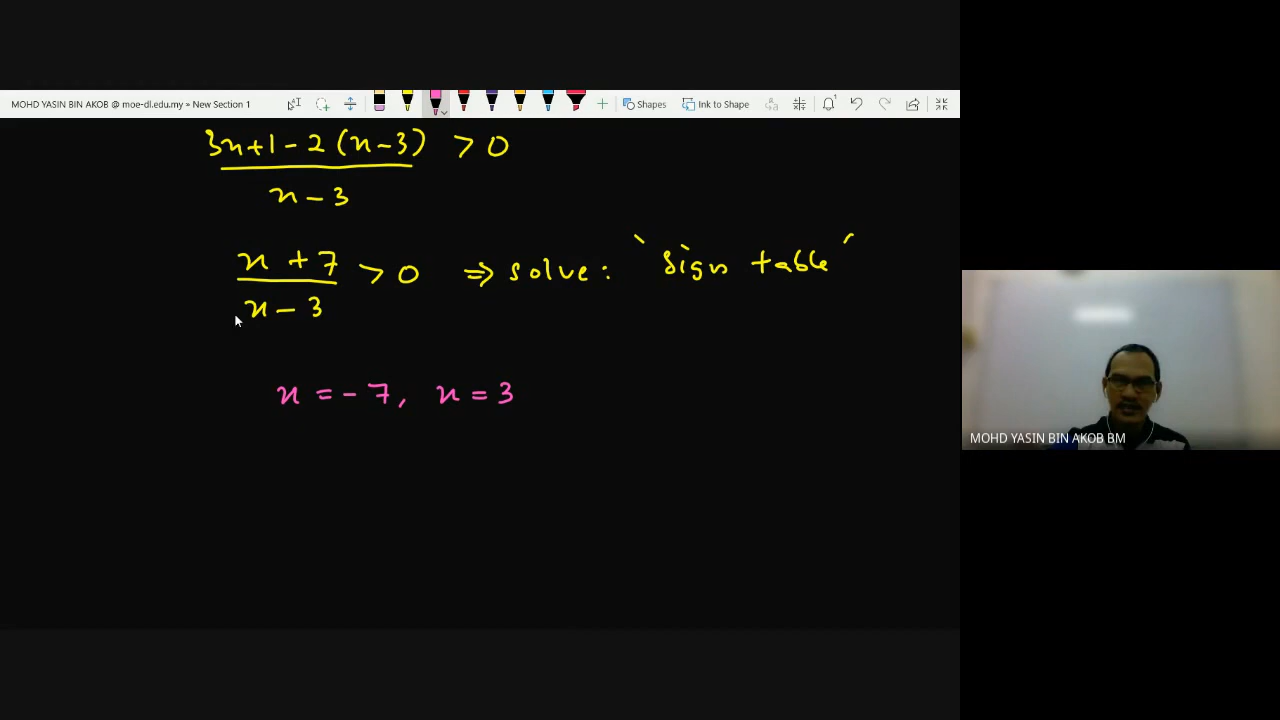 MOHD YASIN BIN AKOB @ moe-dl.edu.my » New Section 1
Shapes
Ink to Shape
3x+1-2(x-3) > 0
x-3
x+7 > 0 ⇒ solve: `Sign table´
x-3
x = -7, x = 3
MOHD YASIN BIN AKOB BM